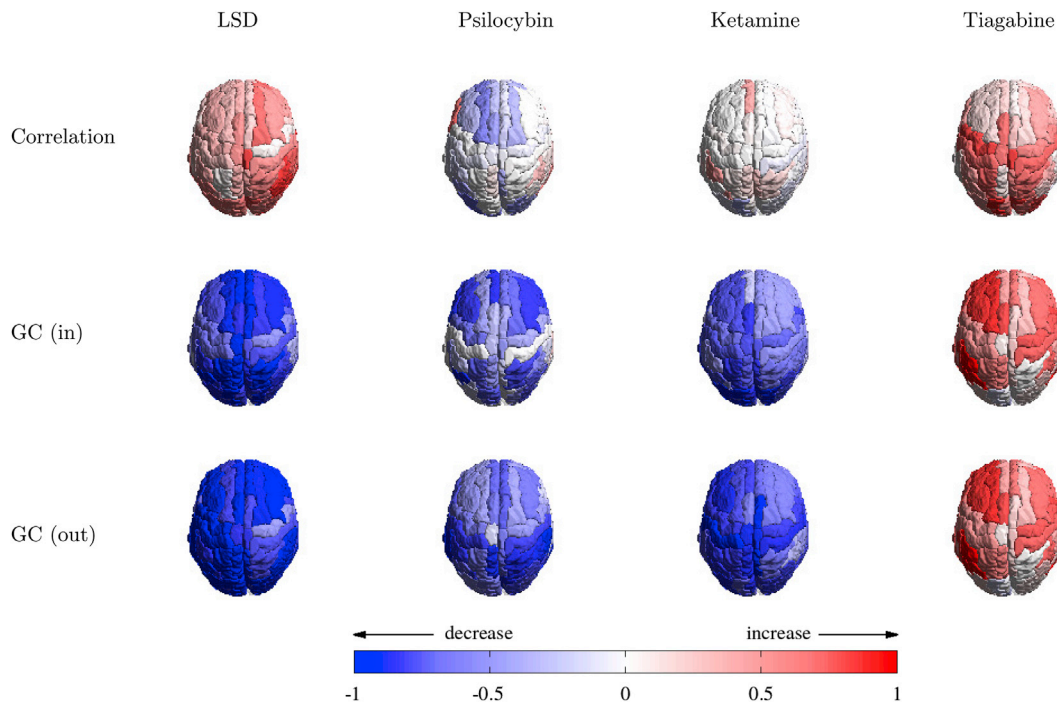 LSD Psilocybin Ketamine Tiagabine
Correlation
GC (in)
GC (out)
decrease increase
-1 -0.5 0 0.5 1